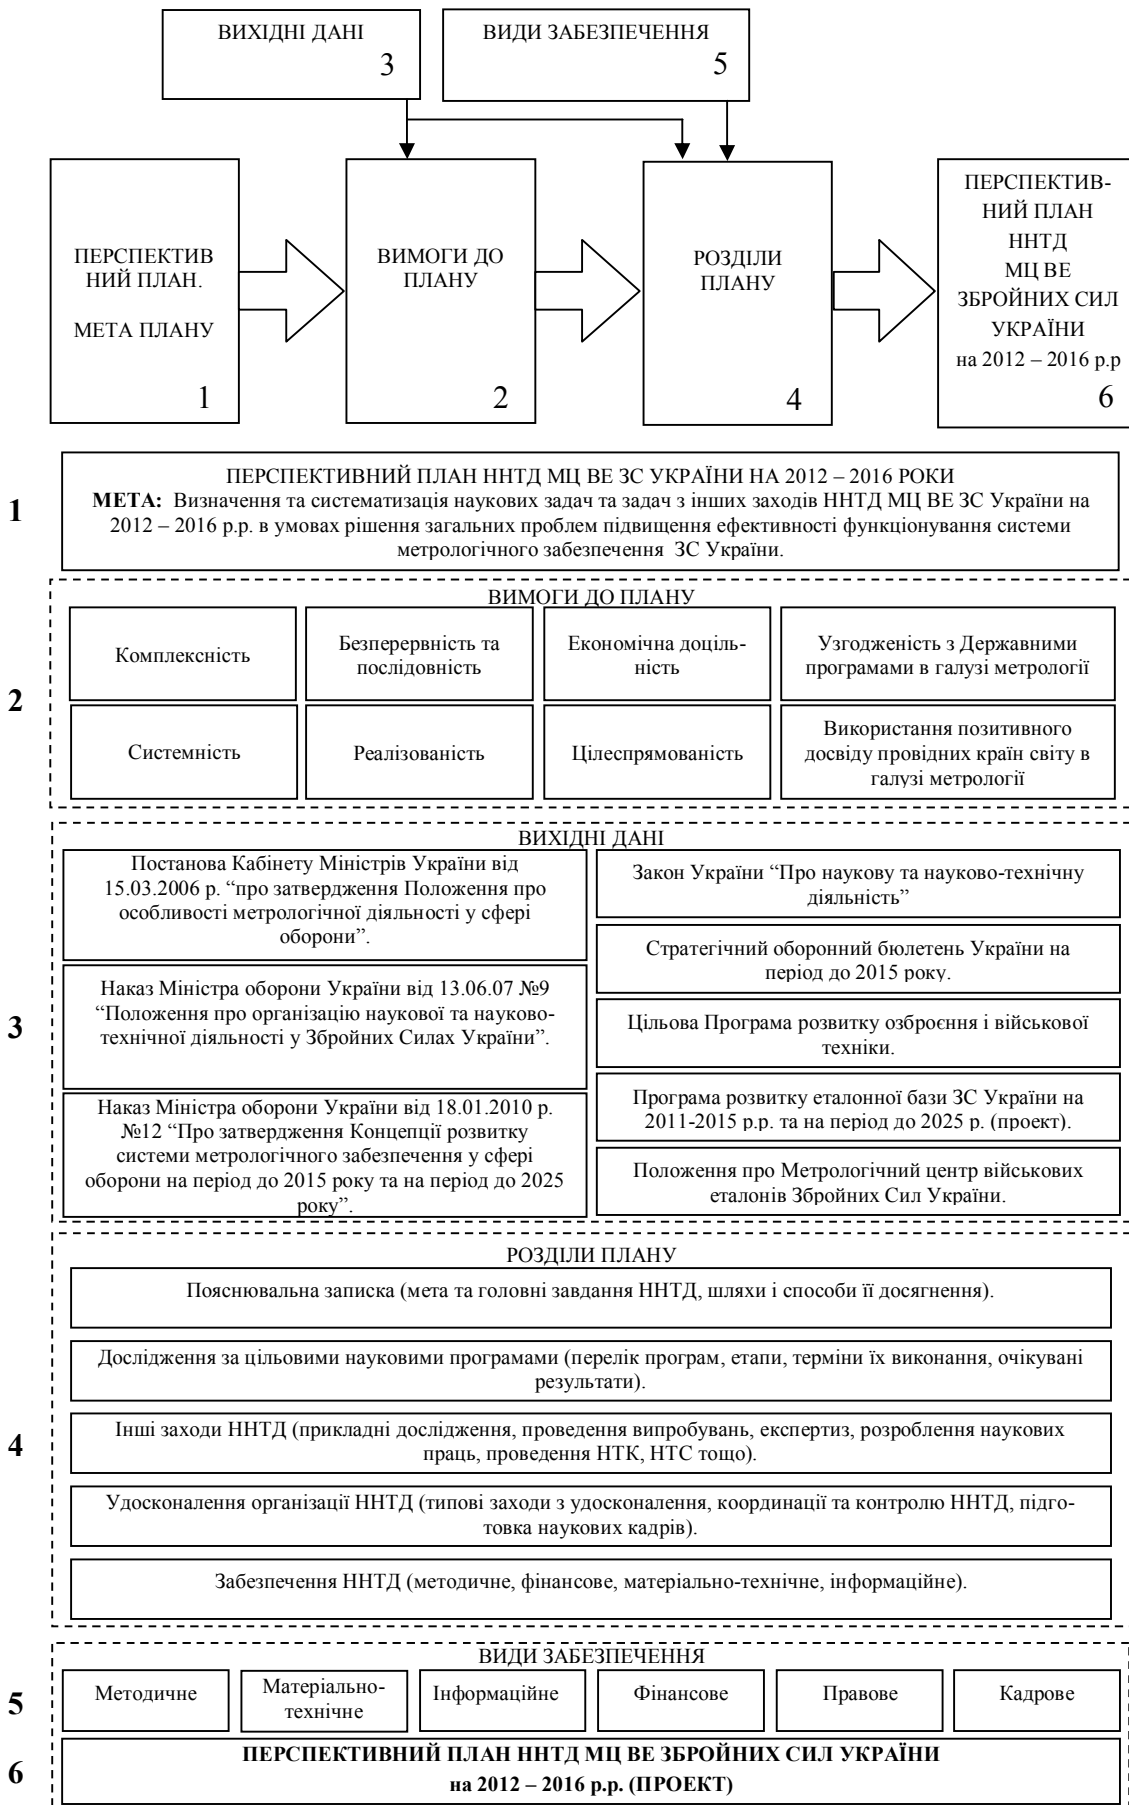 ВИХІДНІ ДАНІ
3
ВИДИ ЗАБЕЗПЕЧЕННЯ
5
ПЕРСПЕКТИВ
НИЙ ПЛАН.
МЕТА ПЛАНУ
1
ВИМОГИ ДО
ПЛАНУ
2
РОЗДІЛИ
ПЛАНУ
4
ПЕРСПЕКТИВ-
НИЙ ПЛАН
ННТД
МЦ ВЕ
ЗБРОЙНИХ СИЛ
УКРАЇНИ
на 2012 – 2016 р.р
6
1
ПЕРСПЕКТИВНИЙ ПЛАН ННТД МЦ ВЕ ЗС УКРАЇНИ НА 2012 – 2016 РОКИ
МЕТА: Визначення та систематизація наукових задач та задач з інших заходів ННТД МЦ ВЕ ЗС України на
2012 – 2016 р.р. в умовах рішення загальних проблем підвищення ефективності функціонування системи
метрологічного забезпечення ЗС України.
2
ВИМОГИ ДО ПЛАНУ
Комплексність
Безперервність та
послідовність
Економічна доціль-
ність
Узгодженість з Державними
програмами в галузі метрології
Системність
Реалізованість
Цілеспрямованість
Використання позитивного
досвіду провідних країн світу в
галузі метрології
3
ВИХІДНІ ДАНІ
Постанова Кабінету Міністрів України від
15.03.2006 р. “про затвердження Положення про
особливості метрологічної діяльності у сфері
оборони”.
Наказ Міністра оборони України від 13.06.07 №9
“Положення про організацію наукової та науково-
технічної діяльності у Збройних Силах України”.
Наказ Міністра оборони України від 18.01.2010 р.
№12 “Про затвердження Концепції розвитку
системи метрологічного забезпечення у сфері
оборони на період до 2015 року та на період до 2025
року”.
Закон України “Про наукову та науково-технічну
діяльність”
Стратегічний оборонний бюлетень України на
період до 2015 року.
Цільова Програма розвитку озброєння і військової
техніки.
Програма розвитку еталонної бази ЗС України на
2011-2015 р.р. та на період до 2025 р. (проект).
Положення про Метрологічний центр військових
еталонів Збройних Сил України.
4
РОЗДІЛИ ПЛАНУ
Пояснювальна записка (мета та головні завдання ННТД, шляхи і способи її досягнення).
Дослідження за цільовими науковими програмами (перелік програм, етапи, терміни їх виконання, очікувані
результати).
Інші заходи ННТД (прикладні дослідження, проведення випробувань, експертиз, розроблення наукових
праць, проведення НТК, НТС тощо).
Удосконалення організації ННТД (типові заходи з удосконалення, координації та контролю ННТД, підго-
товка наукових кадрів).
Забезпечення ННТД (методичне, фінансове, матеріально-технічне, інформаційне).
5
ВИДИ ЗАБЕЗПЕЧЕННЯ
Методичне
Матеріально-
технічне
Інформаційне
Фінансове
Правове
Кадрове
6
ПЕРСПЕКТИВНИЙ ПЛАН ННТД МЦ ВЕ ЗБРОЙНИХ СИЛ УКРАЇНИ
на 2012 – 2016 р.р. (ПРОЕКТ)